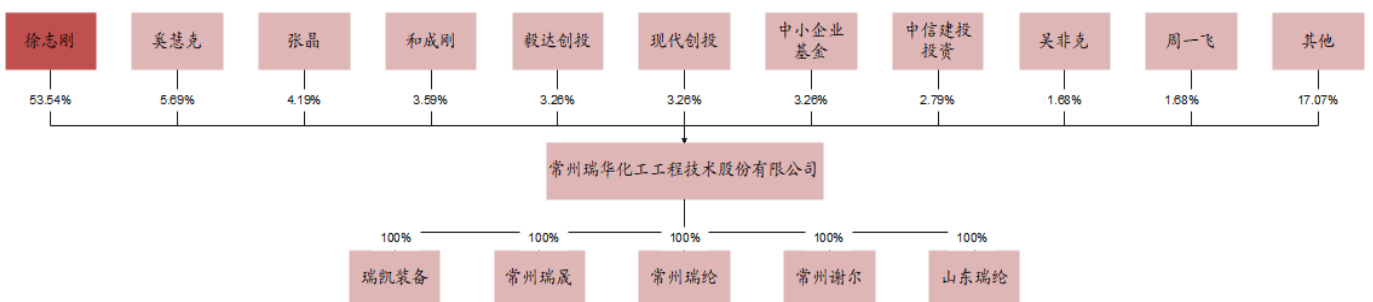 徐志刚
奚慧克
张晶
和成刚
毅达创投
现代创投
中小企业
基金
中信建投
投资
吴非克
周一飞
其他
53.54%
5.69%
4.19%
3.59%
3.26%
3.26%
3.26%
2.79%
1.68%
1.68%
17.07%
常州瑞华化工工程技术股份有限公司
100%
100%
100%
100%
100%
瑞凯装备
常州瑞晟
常州瑞纶
常州谢尔
山东瑞纶